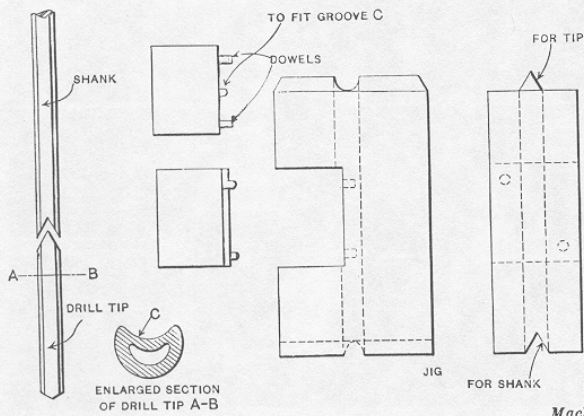 TO FIT GROOVE C
FOR TIP
SHANK
DOWELS
A
B
DRILL TIP
C
ENLARGED SECTION
OF DRILL TIP A-B
JIG
FOR SHANK